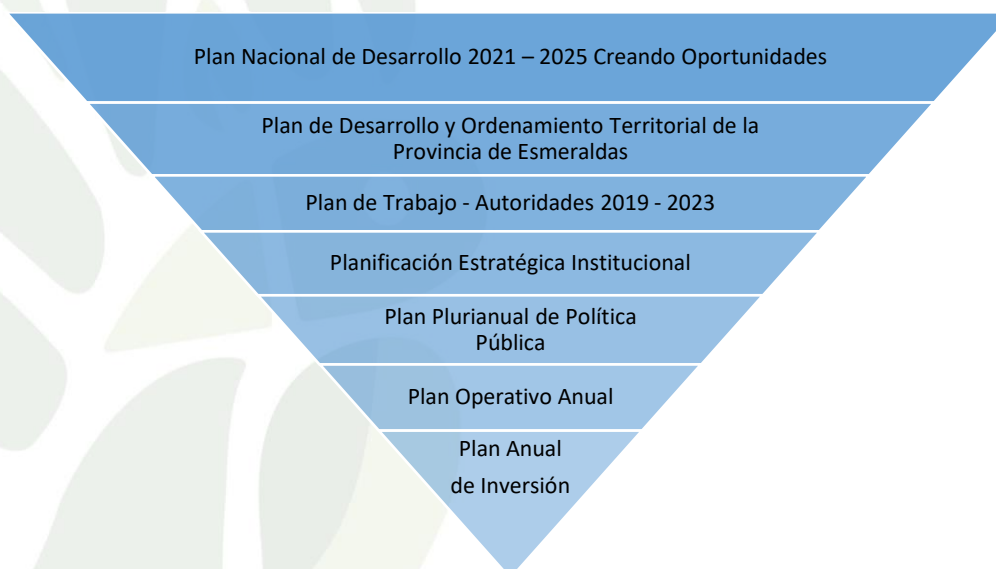 Plan Nacional de Desarrollo 2021 – 2025 Creando Oportunidades
Plan de Desarrollo y Ordenamiento Territorial de la
Provincia de Esmeraldas
Plan de Trabajo - Autoridades 2019 - 2023
Planificación Estratégica Institucional
Plan Plurianual de Política
Pública
Plan Operativo Anual
Plan Anual
de Inversión